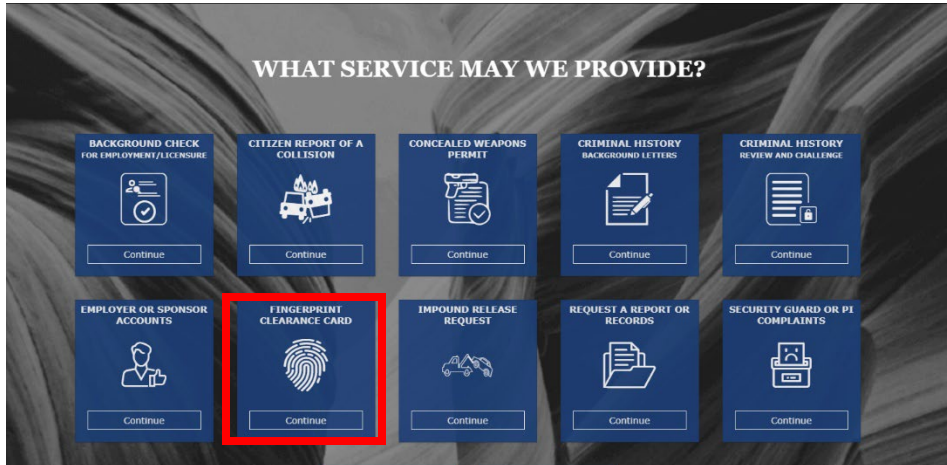 WHAT SERVICE MAY WE PROVIDE?
BACKGROUND CHECK
FOR EMPLOYMENT/LICENSURE
Continue
CITIZEN REPORT OF A
COLLISION
Continue
CONCEALED WEAPONS
PERMIT
Continue
CRIMINAL HISTORY
BACKGROUND LETTERS
Continue
CRIMINAL HISTORY
REVIEW AND CHALLENGE
Continue
EMPLOYER OR SPONSOR
ACCOUNTS
Continue
FINGERPRINT
CLEARANCE CARD
Continue
IMPOUND RELEASE
REQUEST
Continue
REQUEST A REPORT OR
RECORDS
Continue
SECURITY GUARD OR PI
COMPLAINTS
Continue